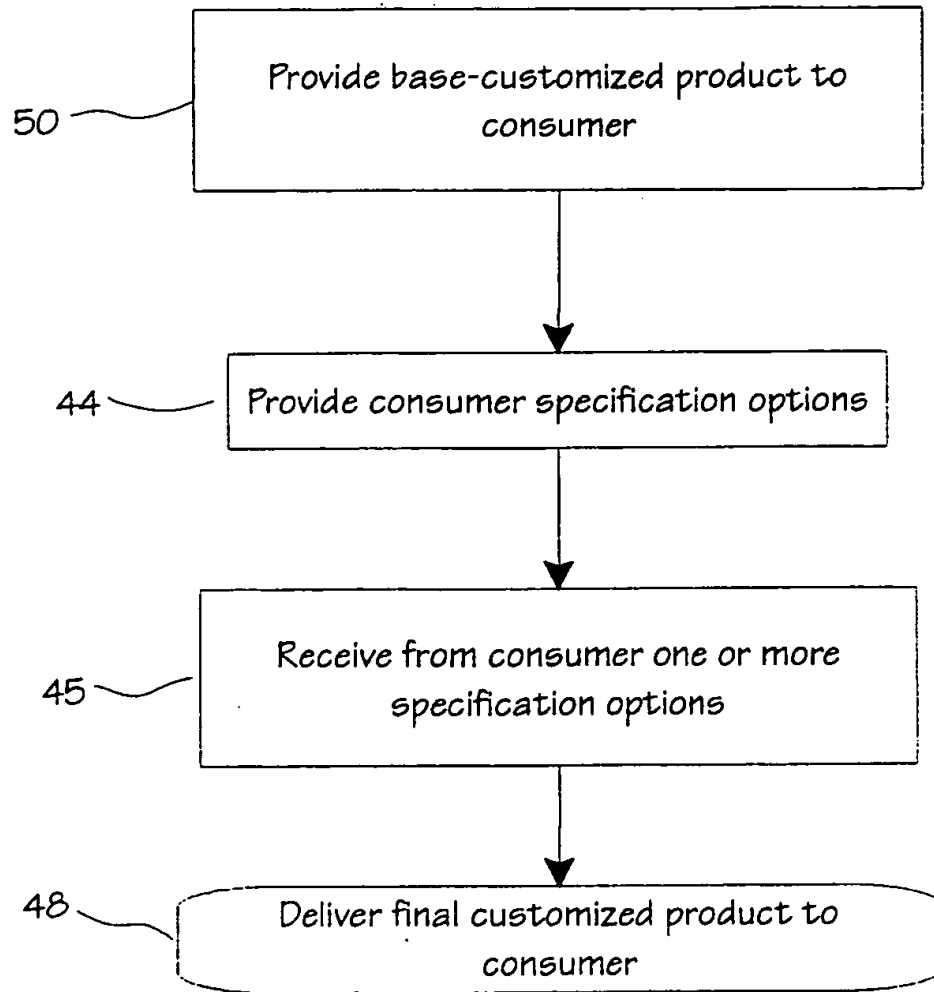 Provide base-customized product to
consumer
50
Provide consumer specification options
44
Receive from consumer one or more
specification options
45
Deliver final customized product to
consumer
48